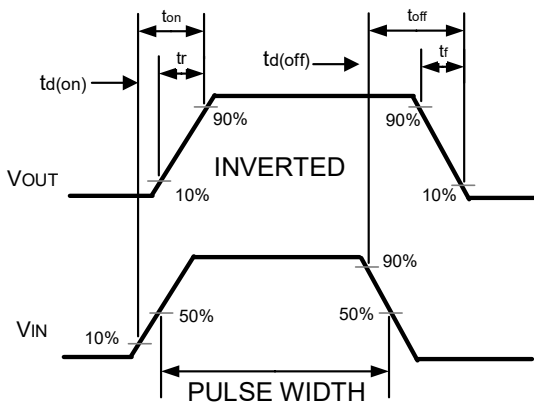 ton toff
tr td(off) tf
td(on)
90% 90%
VOUT 10% INVERTED 10%
90%
50% 50%
VIN 10%
PULSE WIDTH